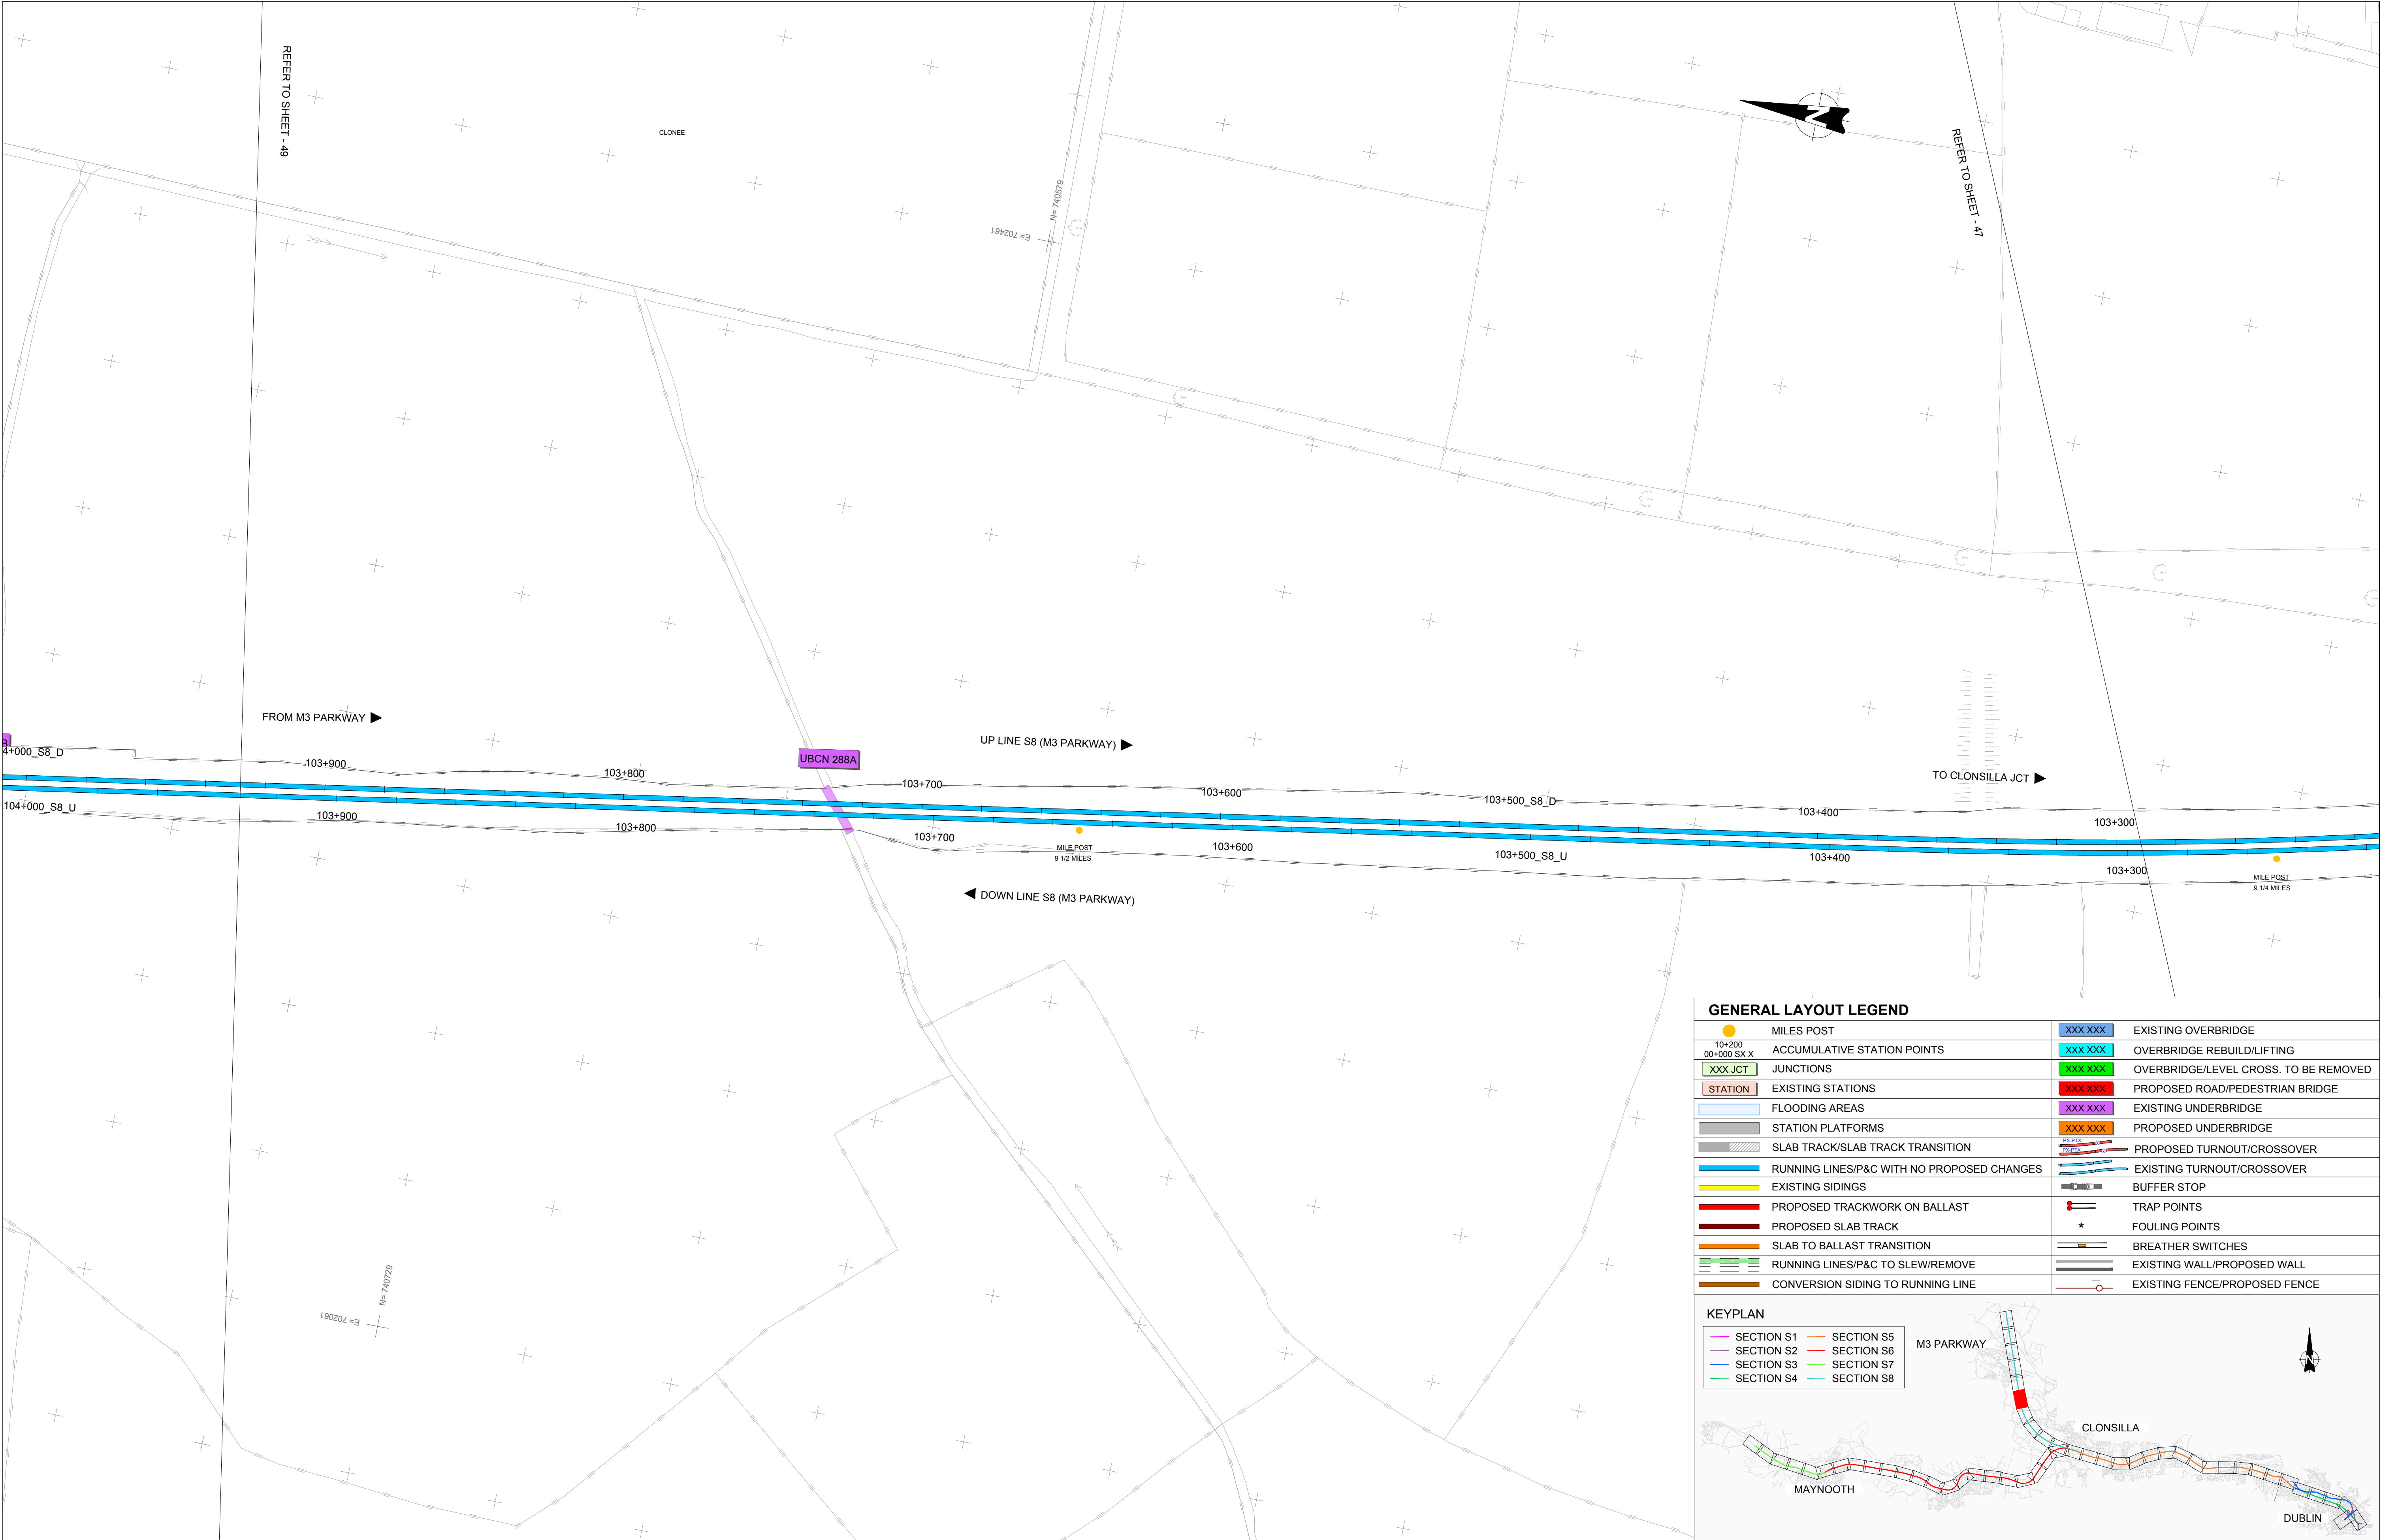 REFER TO SHEET - 49
CLONEE
N= 740579
E= 702461
REFER TO SHEET - 47
FROM M3 PARKWAY
UP LINE S8 (M3 PARKWAY)
TO CLONSILLA JCT
UBCN 288A
4+000_S8_D
103+900
103+800
103+700
103+600
103+500_S8_D
103+400
103+300
104+000_S8_U
103+900
103+800
103+700
103+600
103+500_S8_U
103+400
103+300
MILE POST
9 1/2 MILES
MILE POST
9 1/4 MILES
DOWN LINE S8 (M3 PARKWAY)
N= 740729
E= 702061
GENERAL LAYOUT LEGEND
MILES POST
10+200
00+000 SX X
ACCUMULATIVE STATION POINTS
XXX JCT
JUNCTIONS
STATION
EXISTING STATIONS
FLOODING AREAS
STATION PLATFORMS
SLAB TRACK/SLAB TRACK TRANSITION
RUNNING LINES/P&C WITH NO PROPOSED CHANGES
EXISTING SIDINGS
PROPOSED TRACKWORK ON BALLAST
PROPOSED SLAB TRACK
SLAB TO BALLAST TRANSITION
RUNNING LINES/P&C TO SLEW/REMOVE
CONVERSION SIDING TO RUNNING LINE
XXX XXX
EXISTING OVERBRIDGE
XXX XXX
OVERBRIDGE REBUILD/LIFTING
XXX XXX
OVERBRIDGE/LEVEL CROSS. TO BE REMOVED
XXX XXX
PROPOSED ROAD/PEDESTRIAN BRIDGE
XXX XXX
EXISTING UNDERBRIDGE
XXX XXX
PROPOSED UNDERBRIDGE
PX-PTX
PX-PTX
PROPOSED TURNOUT/CROSSOVER
EXISTING TURNOUT/CROSSOVER
BUFFER STOP
TRAP POINTS
*
FOULING POINTS
BREATHER SWITCHES
EXISTING WALL/PROPOSED WALL
EXISTING FENCE/PROPOSED FENCE
KEYPLAN
SECTION S1
SECTION S2
SECTION S3
SECTION S4
SECTION S5
SECTION S6
SECTION S7
SECTION S8
M3 PARKWAY
CLONSILLA
MAYNOOTH
DUBLIN